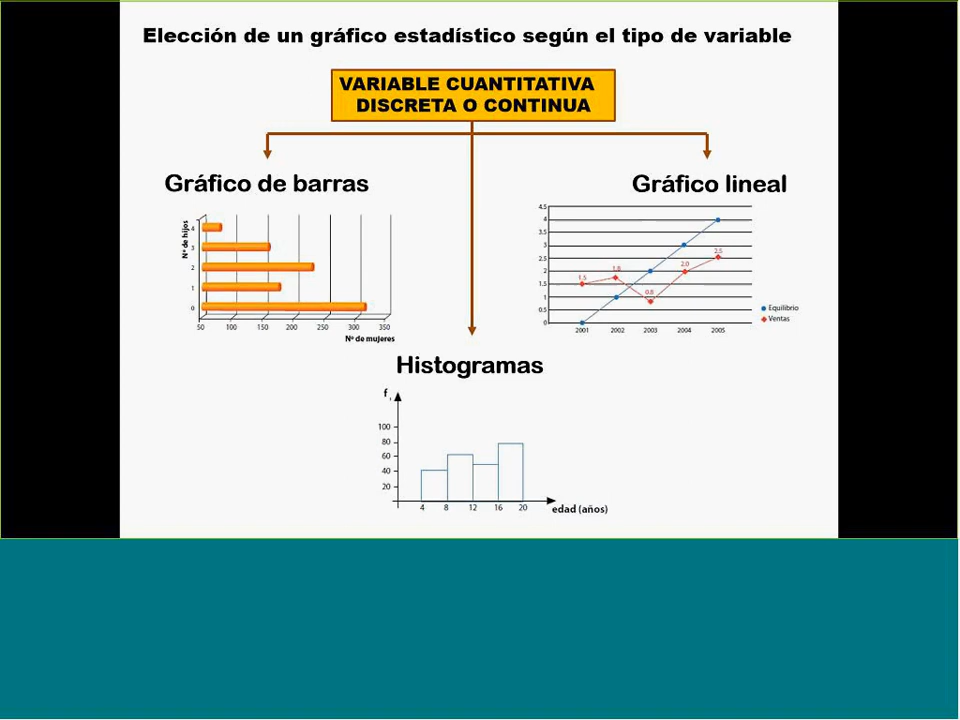 Elección de un gráfico estadístico según el tipo de variable
VARIABLE CUANTITATIVA
DISCRETA O CONTINUA
Gráfico de barras
Nº de hijos
4
3
2
1
0
50 100 150 200 250 300 350
Nº de mujeres
Gráfico lineal
4.5
4
3.5
3
2.5
2
1.5
1
0.5
0
1.5 1.8 0.8 2.0 2.5
2001 2002 2003 2004 2005
Equilibrio
Ventas
Histogramas
f i
100
80
60
40
20
4 8 12 16 20
edad (años)